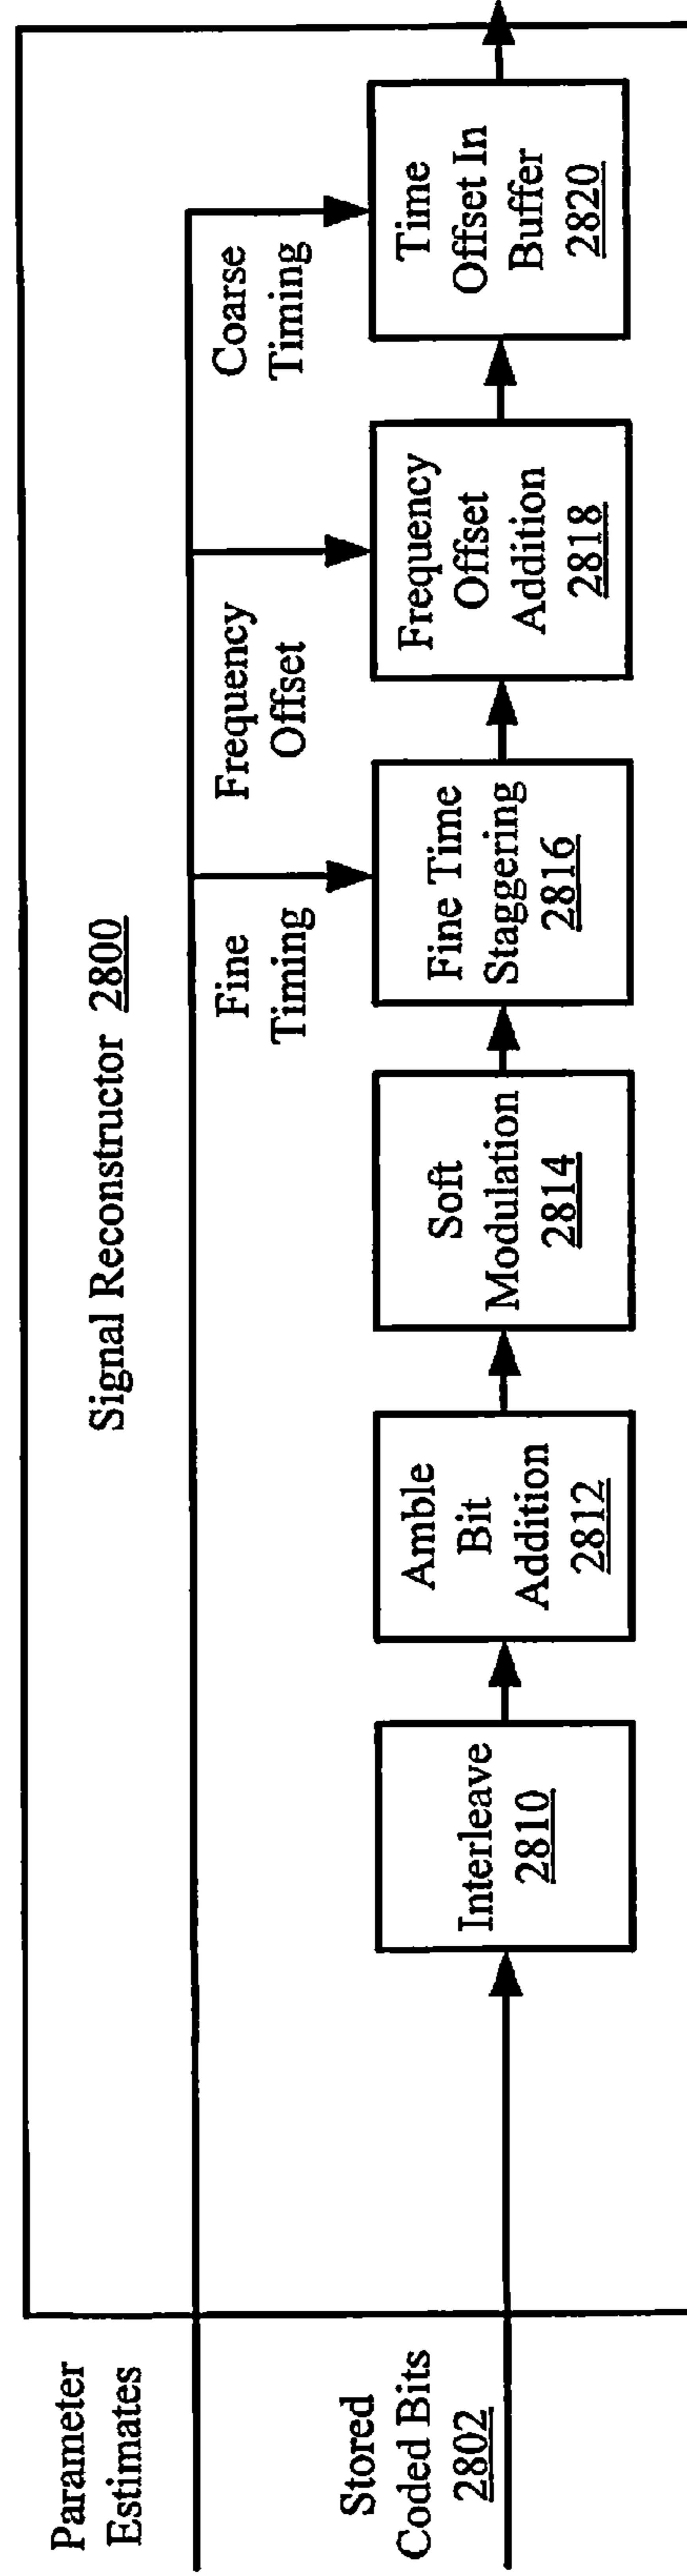 Signal Reconstructor 2800
Parameter
Estimates
Fine
Timing
Frequency
Offset
Coarse
Timing
Stored
Coded Bits
2802
Interleave
2810
Amble
Bit
Addition
2812
Soft
Modulation
2814
Fine Time
Staggering
2816
Frequency
Offset
Addition
2818
Time
Offset In
Buffer
2820